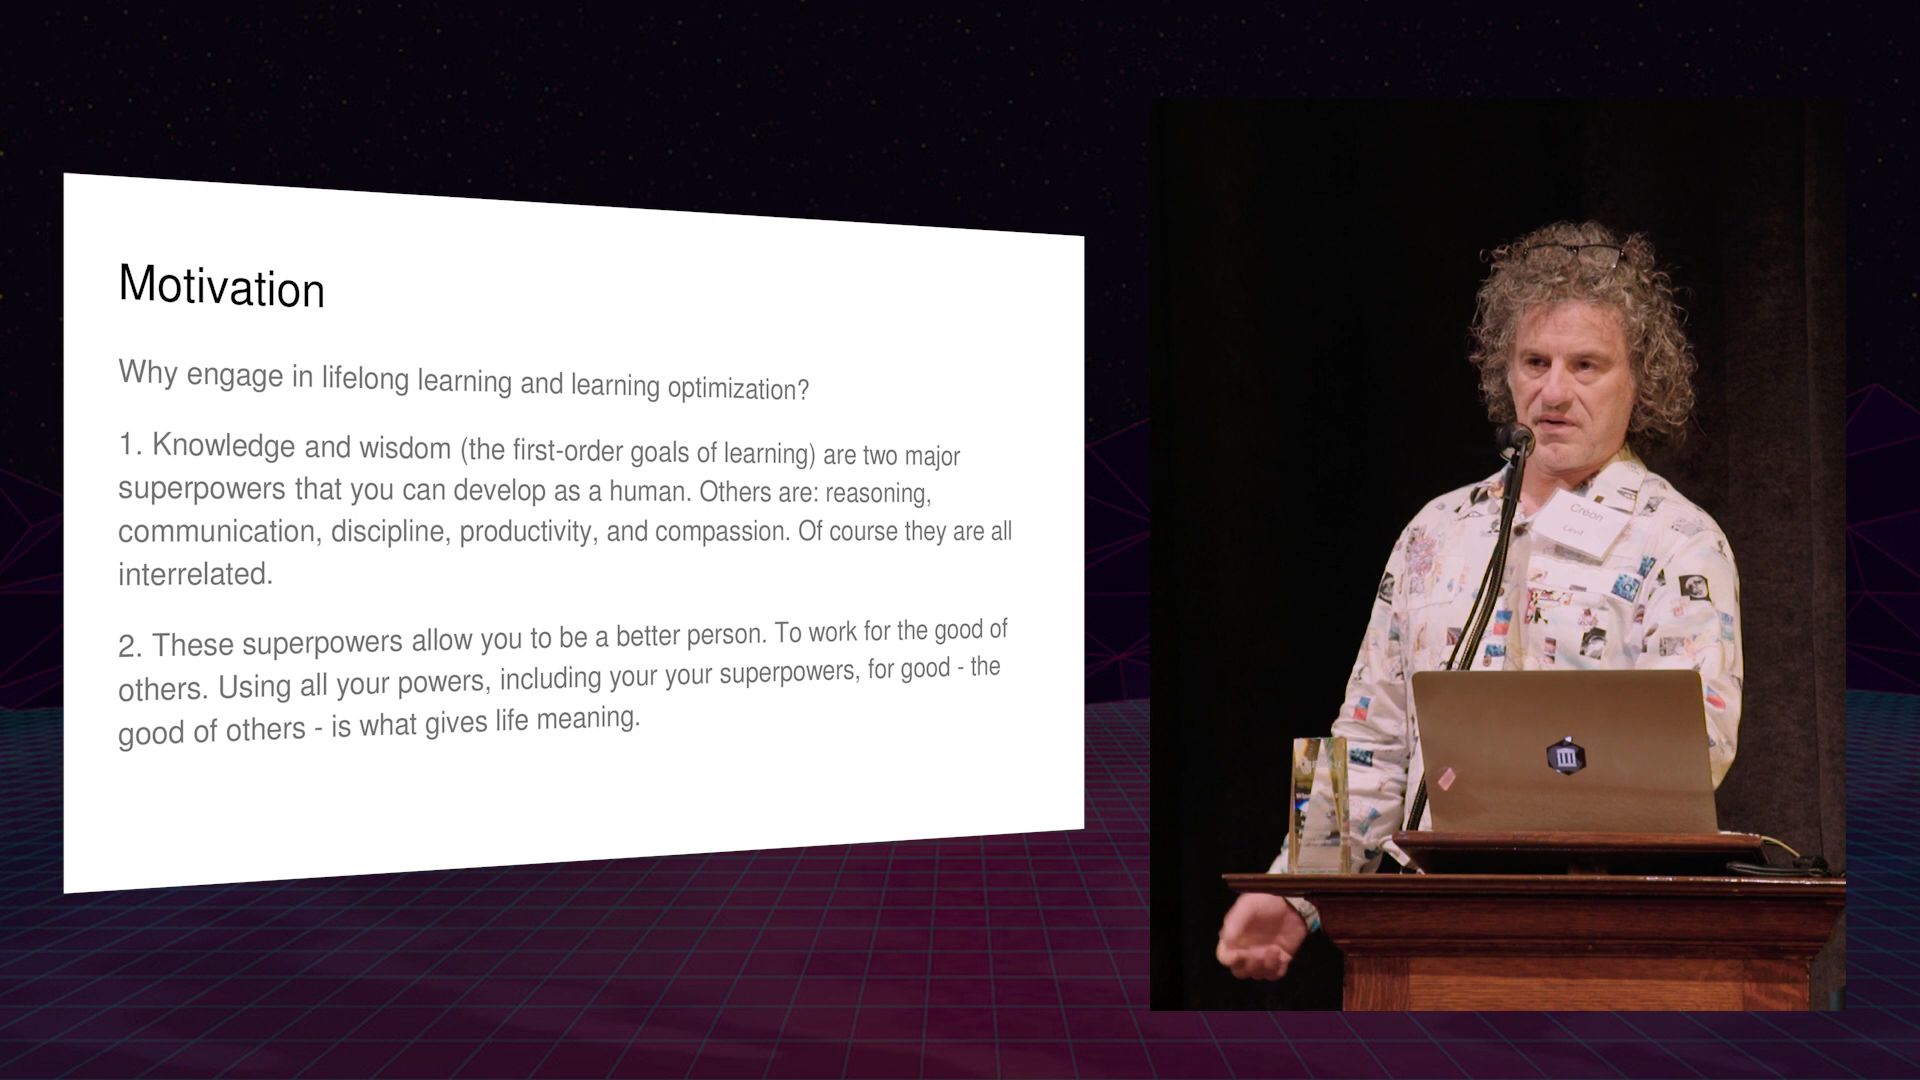 Motivation
Why engage in lifelong learning and learning optimization?
1. Knowledge and wisdom (the first-order goals of learning) are two major
superpowers that you can develop as a human. Others are: reasoning,
communication, discipline, productivity, and compassion. Of course they are all
interrelated.
2. These superpowers allow you to be a better person. To work for the good of
others. Using all your powers, including your your superpowers, for good - the
good of others - is what gives life meaning.
Creon
Levit